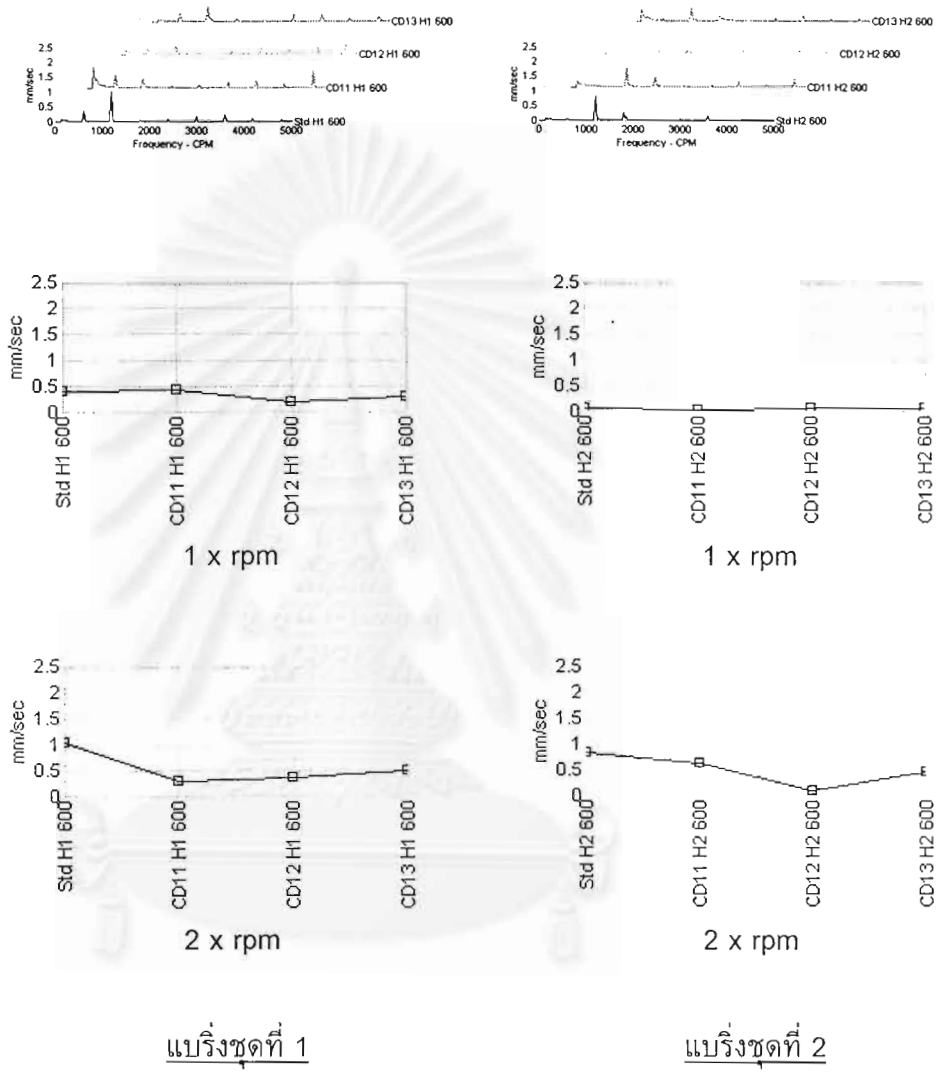 CD13 H1 600
CD12 H1 600
CD11 H1 600
Std H1 600
2.5
2
1.5
1
0.5
0
mm/sec
0 1000 2000 3000 4000 5000
Frequency - CPM
CD13 H2 600
CD12 H2 600
CD11 H2 600
Std H2 600
2.5
2
1.5
1
0.5
0
mm/sec
0 1000 2000 3000 4000 5000
Frequency - CPM
2.5
2
1.5
1
0.5
0
mm/sec
Std H1 600
CD11 H1 600
CD12 H1 600
CD13 H1 600
1 x rpm
2.5
2
1.5
1
0.5
0
mm/sec
Std H2 600
CD11 H2 600
CD12 H2 600
CD13 H2 600
1 x rpm
2.5
2
1.5
1
0.5
0
mm/sec
Std H1 600
CD11 H1 600
CD12 H1 600
CD13 H1 600
2 x rpm
2.5
2
1.5
1
0.5
0
mm/sec
Std H2 600
CD11 H2 600
CD12 H2 600
CD13 H2 600
2 x rpm
แบริ่งชุดที่ 1
แบริ่งชุดที่ 2